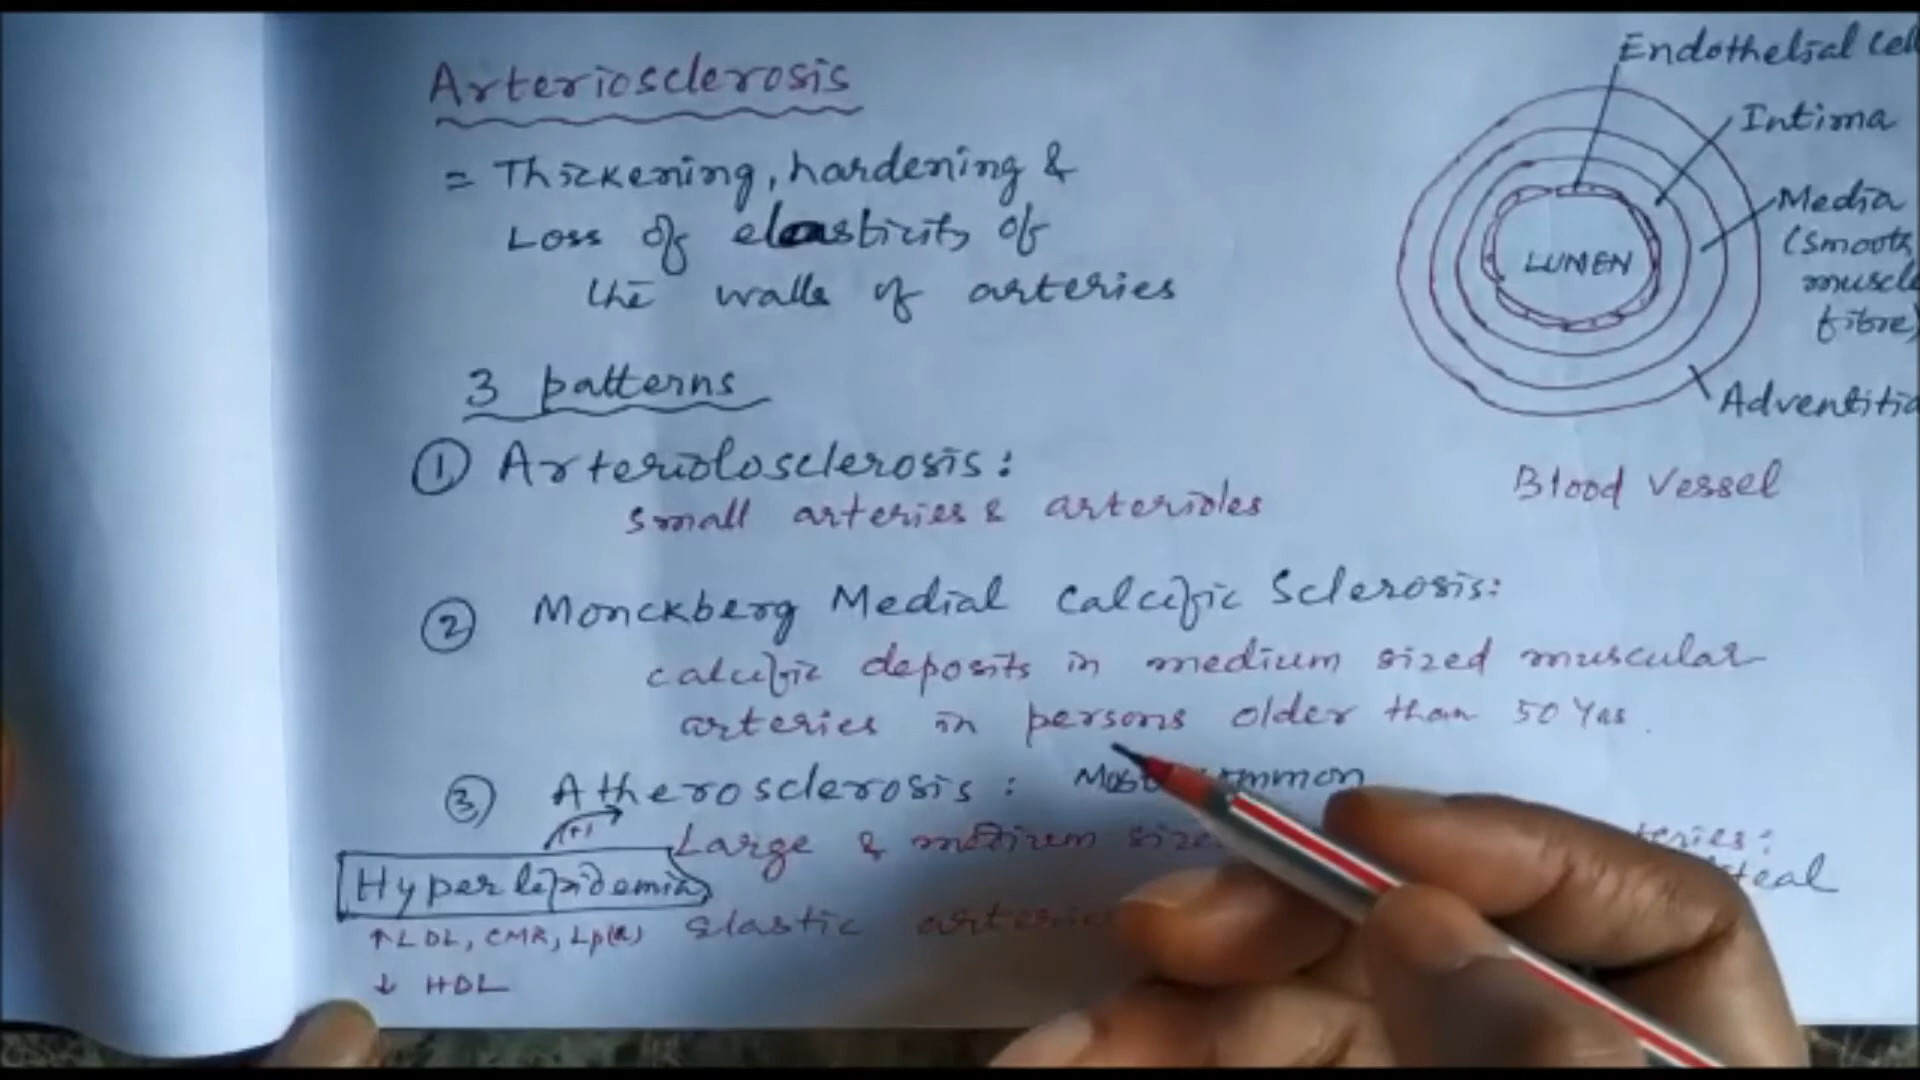 Arteriosclerosis
= Thickening, hardening &
Loss of elasticity of
the walls of arteries
3 patterns
① Arteriolosclerosis:
small arteries & arterioles
② Monckberg Medial Calcific Sclerosis:
calcific deposits in medium sized muscular
arteries in persons older than 50 Yrs.
③ Atherosclerosis: Most common
(+)
Large & medium
Hyperlipidemia
Elastic
↑LDL, CMR, Lp(a)
↓ HDL
Endothelial
Intima
Media
(smooth
muscle
fibre)
LUMEN
Adventitia
Blood Vessel